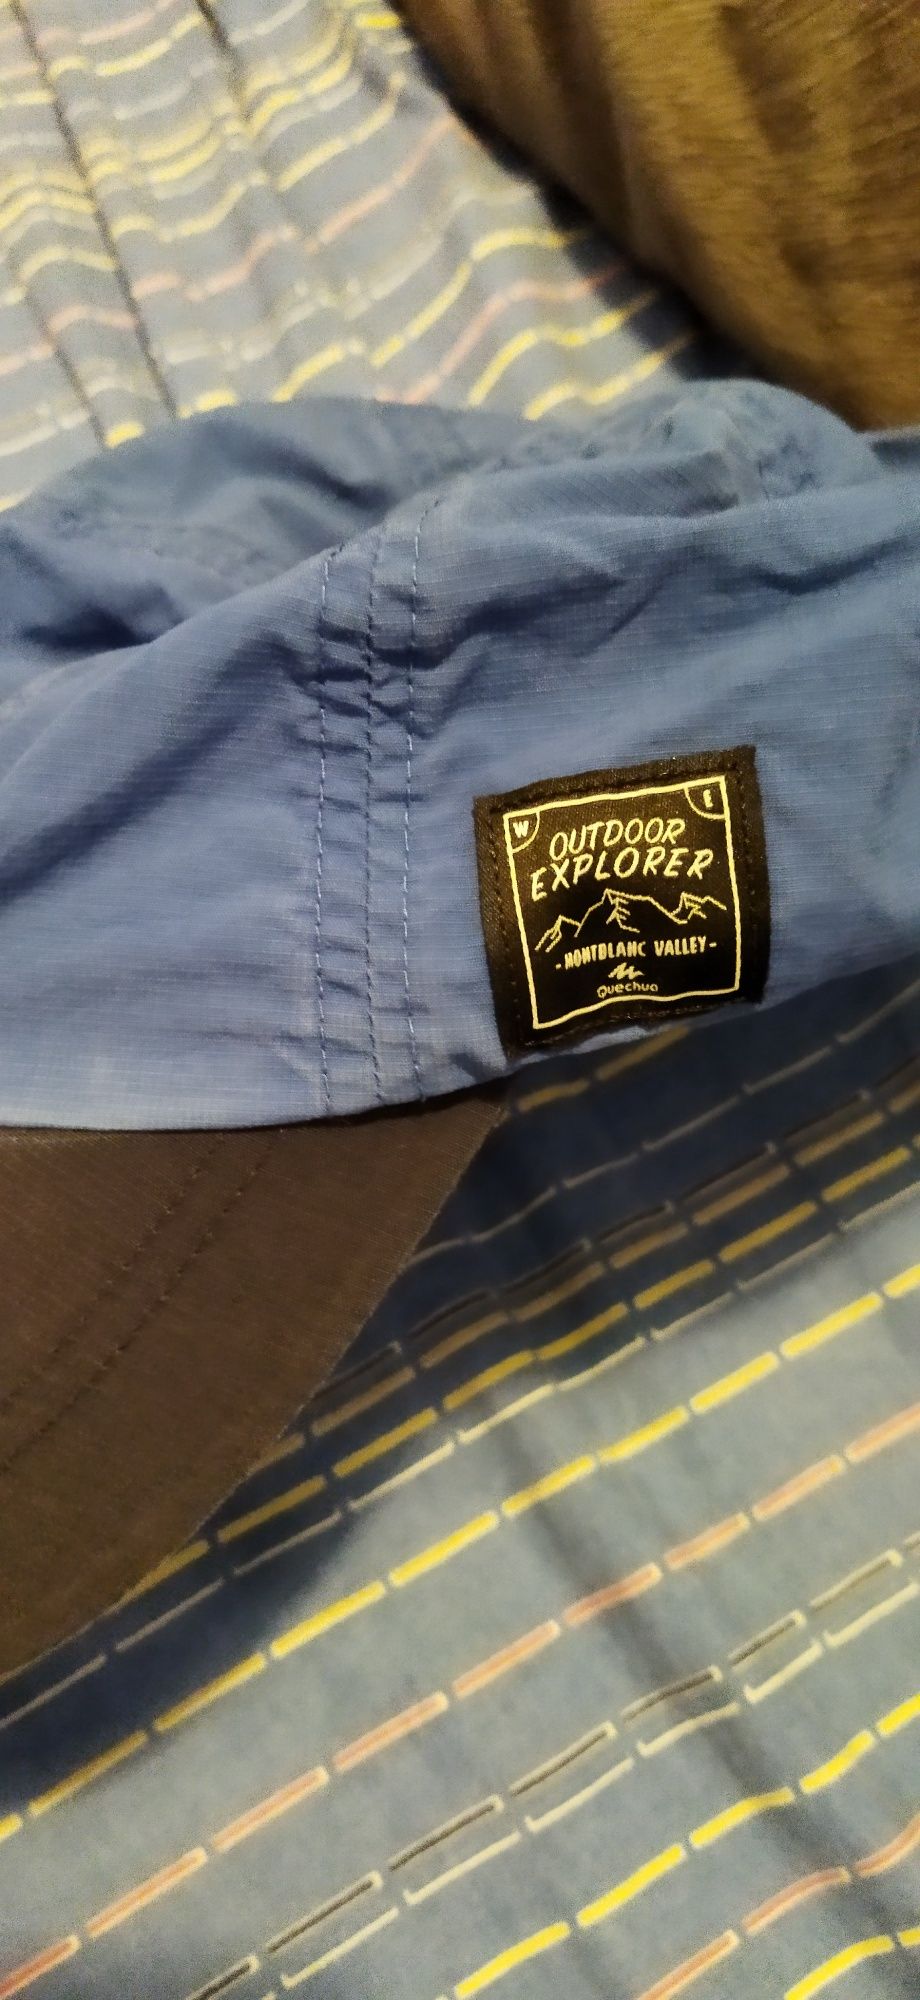 W E
OUTDOOR
EXPLORER
- MONTBLANC VALLEY -
Quechua